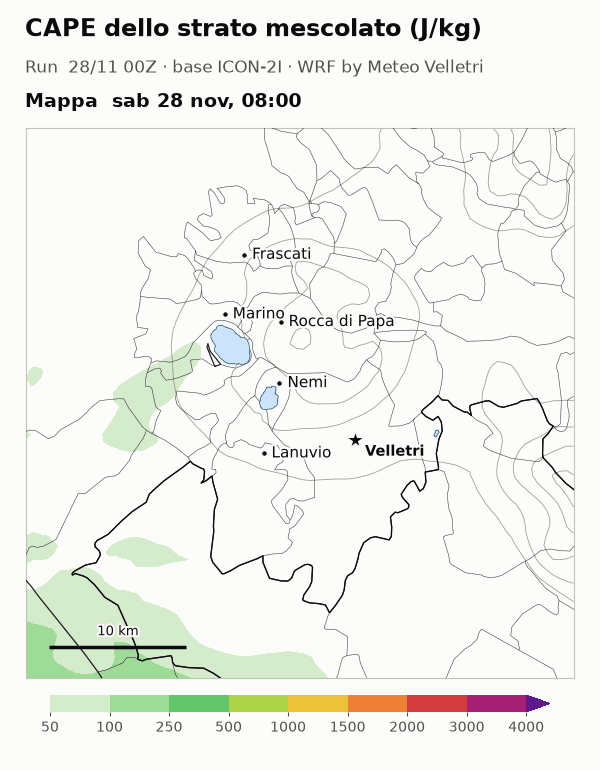 CAPE dello strato mescolato (J/kg)
Run 28/11 00Z · base ICON-2I · WRF by Meteo Velletri
Mappa sab 28 nov, 08:00
Frascati
Marino
Rocca di Papa
Nemi
Lanuvio
Velletri
10 km
50 100 250 500 1000 1500 2000 3000 4000